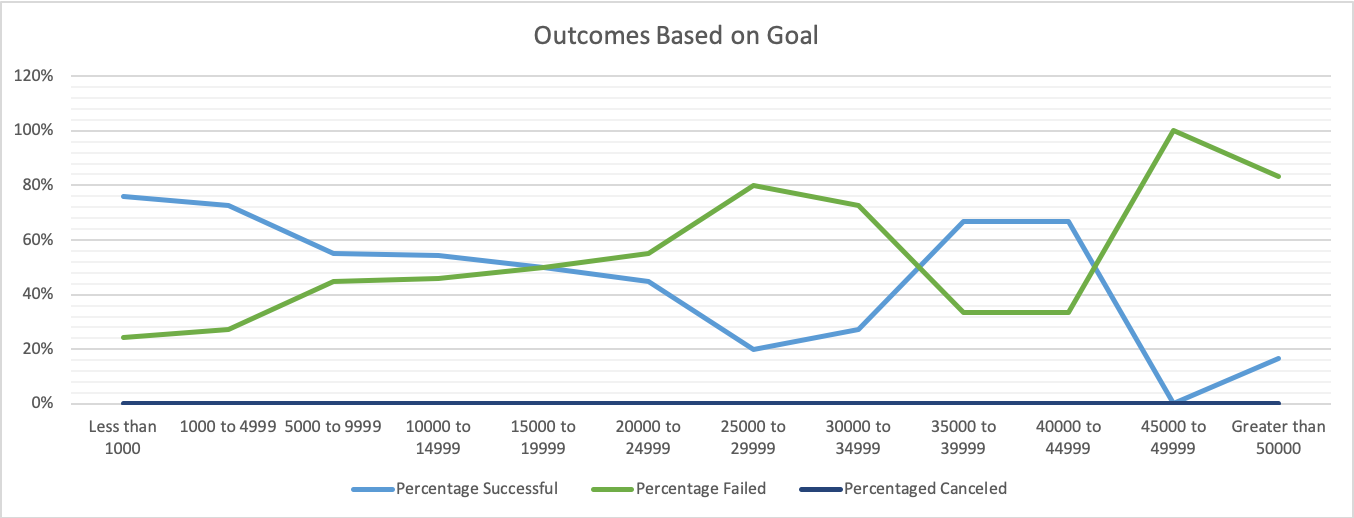 Outcomes Based on Goal
120%
100%
80%
60%
40%
20%
0%
Less than
1000
1000 to 4999
5000 to 9999
10000 to
14999
15000 to
19999
20000 to
24999
25000 to
29999
30000 to
34999
35000 to
39999
40000 to
44999
45000 to
49999
Greater than
50000
Percentage Successful
Percentage Failed
Percentaged Canceled